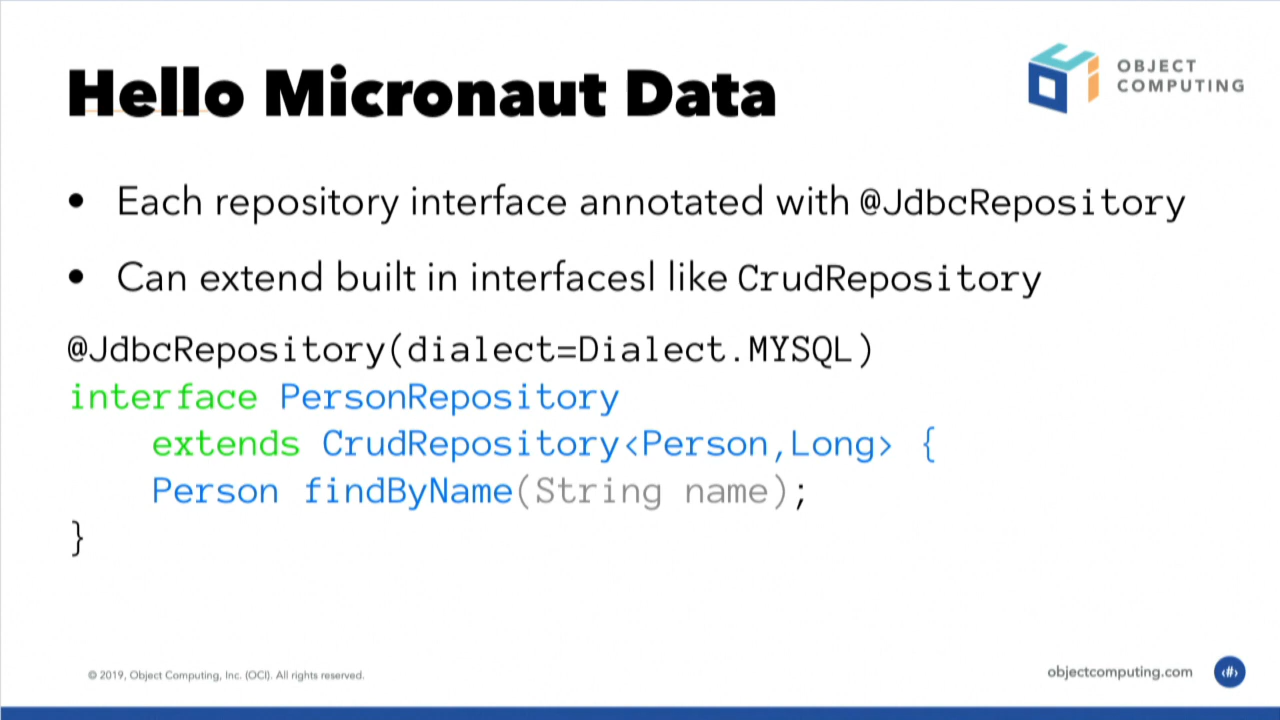 Hello Micronaut Data
OBJECT
COMPUTING
• Each repository interface annotated with @JdbcRepository
• Can extend built in interfacesl like CrudRepository
@JdbcRepository(dialect=Dialect.MYSQL)
interface PersonRepository
    extends CrudRepository<Person,Long> {
    Person findByName(String name);
}
© 2019, Object Computing, Inc. (OCI). All rights reserved.
objectcomputing.com
‹#›